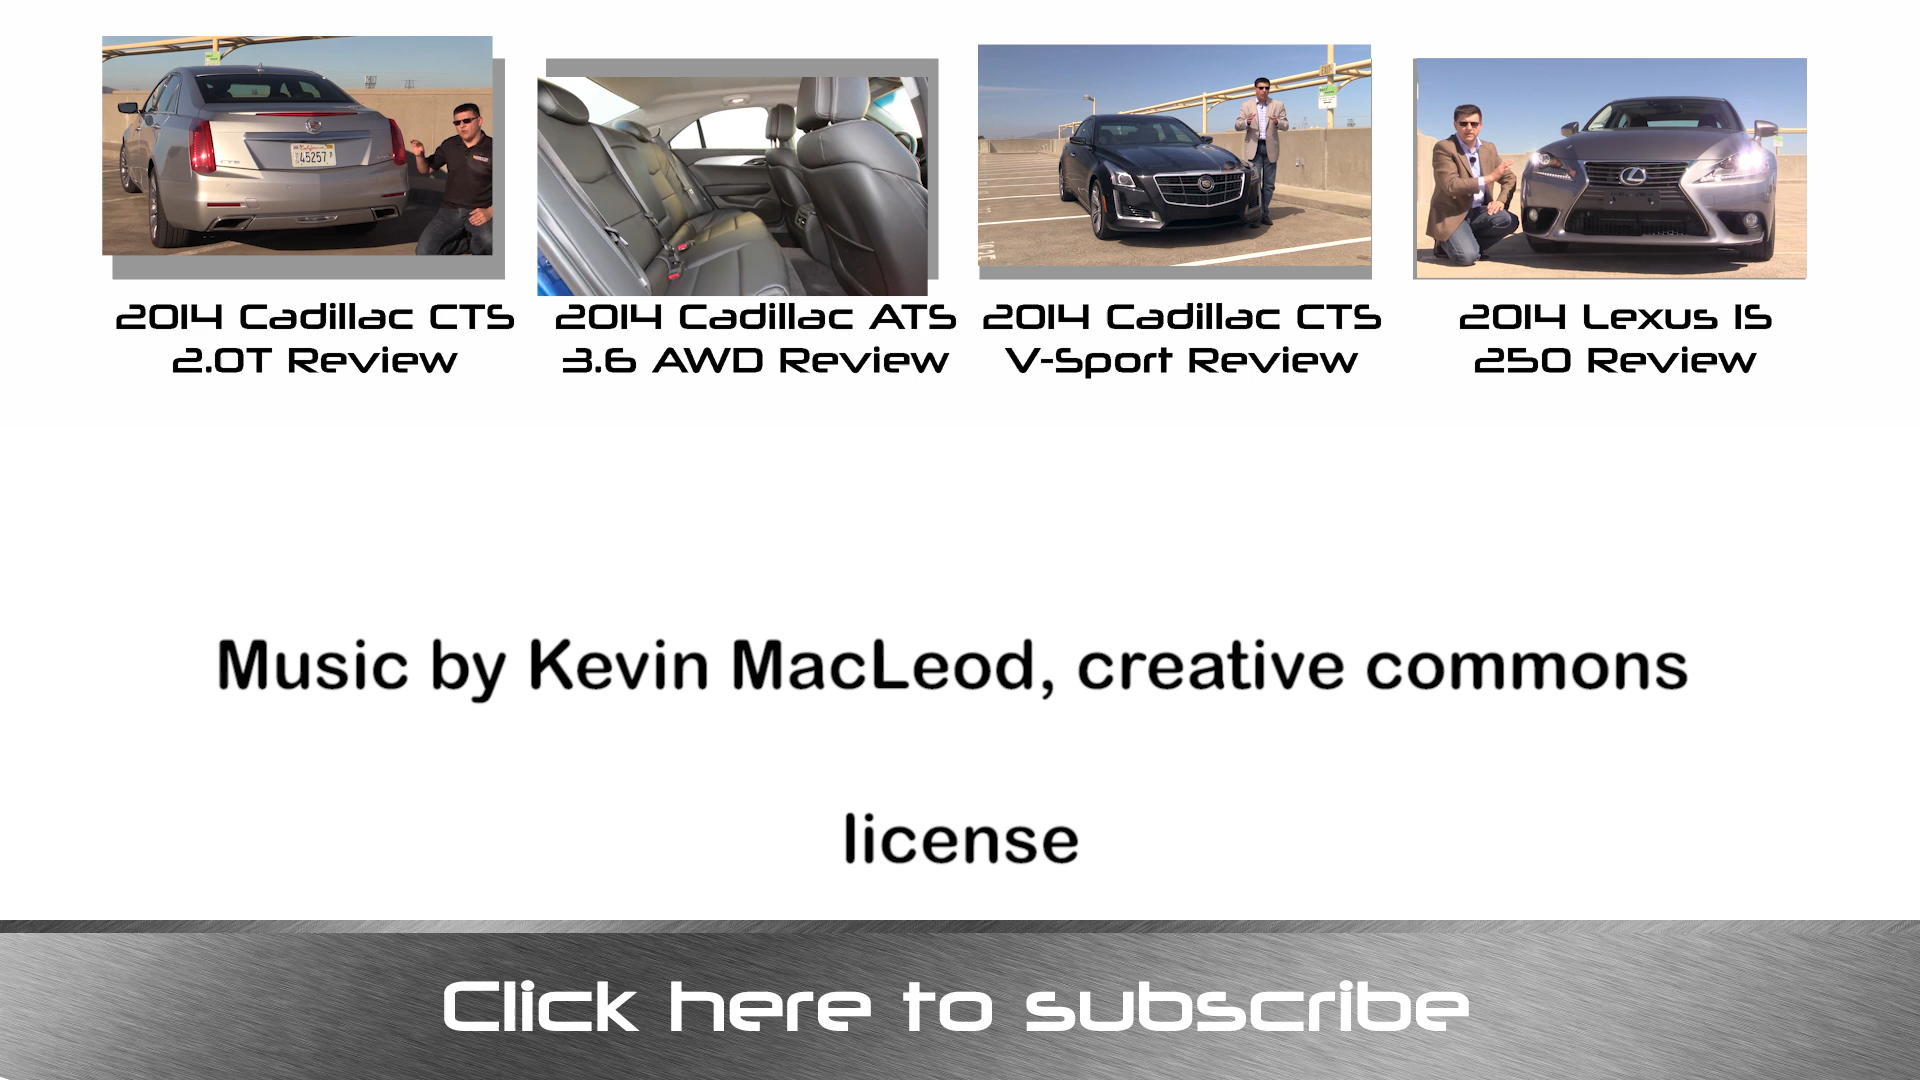 45257
2014 Cadillac CTS
2.0T Review
2014 Cadillac ATS
3.6 AWD Review
2014 Cadillac CTS
V-Sport Review
2014 Lexus IS
250 Review
Music by Kevin MacLeod, creative commons
license
Click here to subscribe